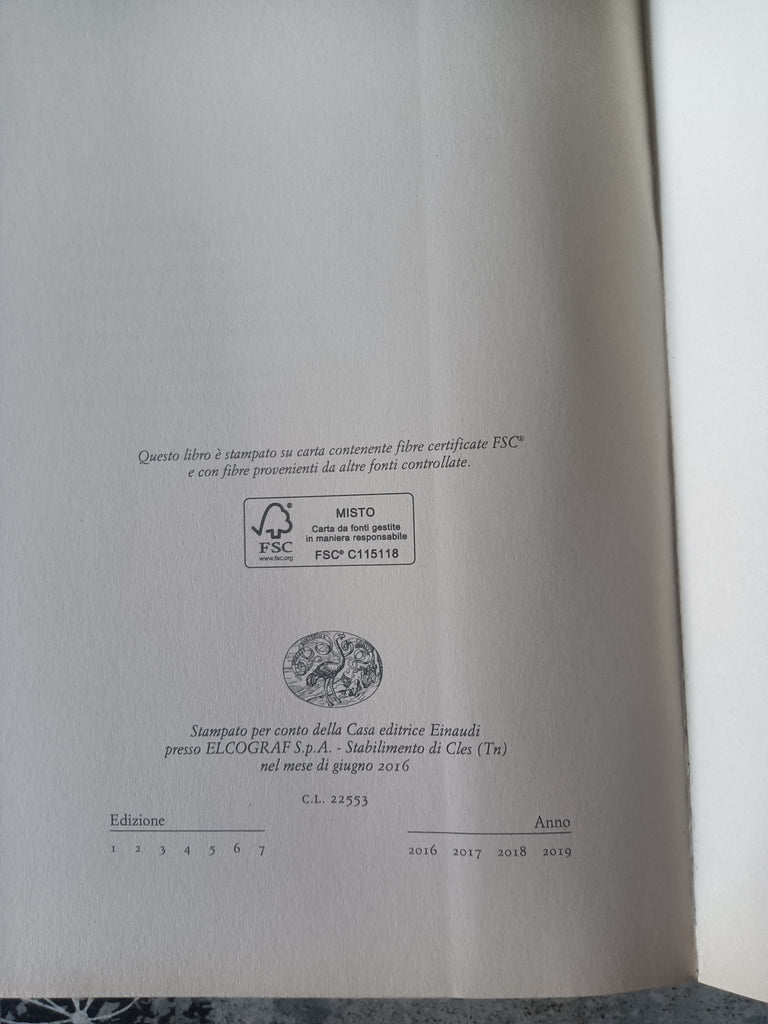 Questo libro è stampato su carta contenente fibre certificate FSC®
e con fibre provenienti da altre fonti controllate.
®
FSC
www.fsc.org
MISTO
Carta da fonti gestite
in maniera responsabile
FSC® C115118
Stampato per conto della Casa editrice Einaudi
presso ELCOGRAF S.p.A. - Stabilimento di Cles (Tn)
nel mese di giugno 2016
C.L. 22553
Edizione
1 2 3 4 5 6 7
Anno
2016 2017 2018 2019